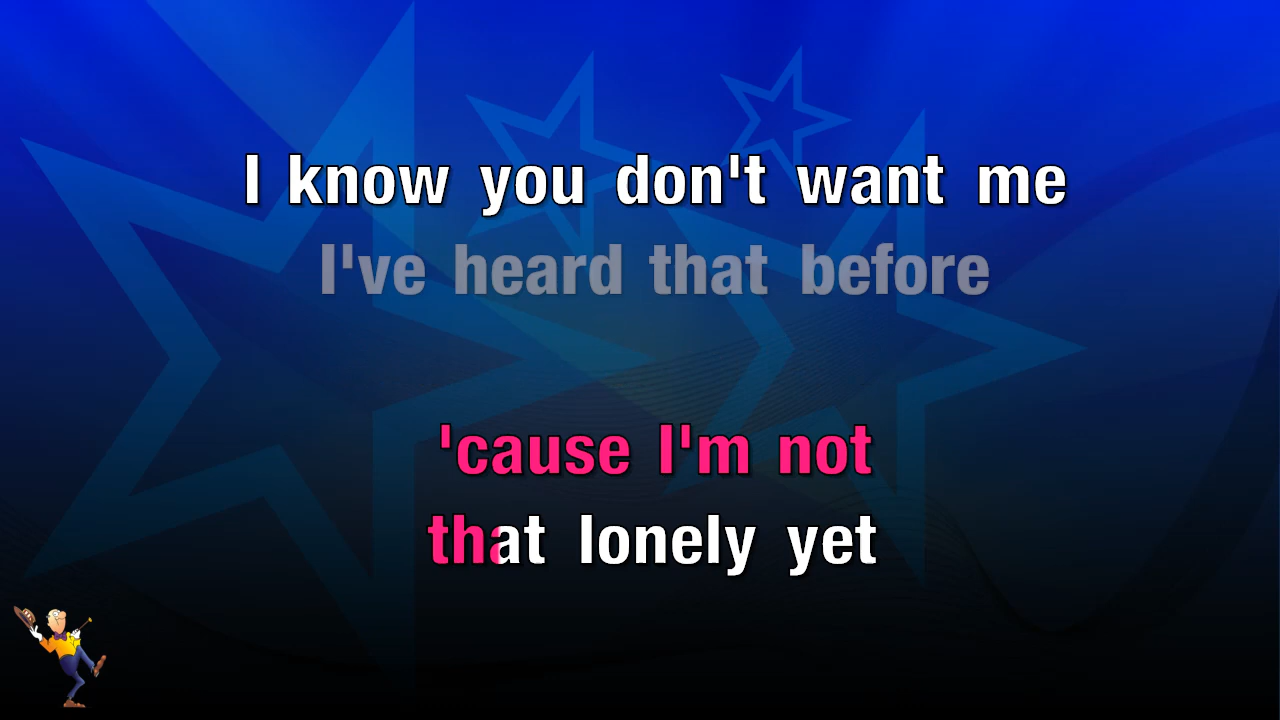 I know you don't want me
I've heard that before
'cause I'm not
that lonely yet